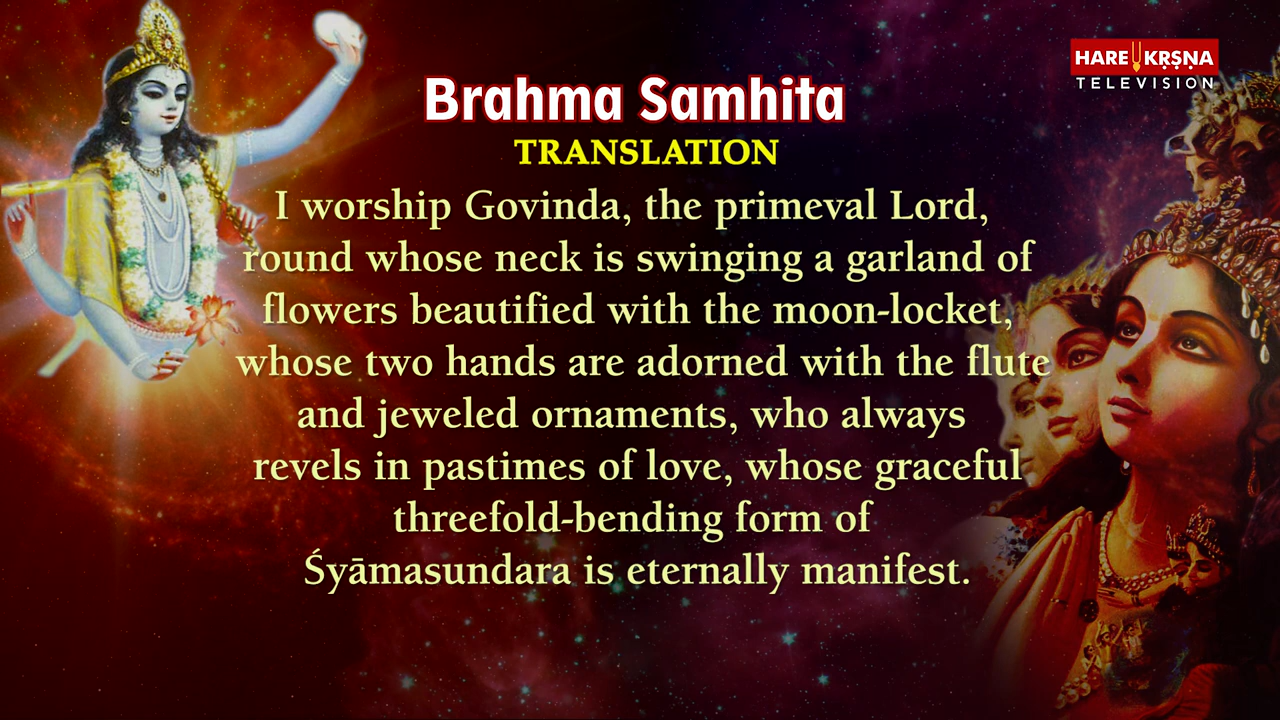 HARE KṚṢṆA
TELEVISION
Brahma Samhita
TRANSLATION
I worship Govinda, the primeval Lord,
round whose neck is swinging a garland of
flowers beautified with the moon-locket,
whose two hands are adorned with the flute
and jeweled ornaments, who always
revels in pastimes of love, whose graceful
threefold-bending form of
Śyāmasundara is eternally manifest.